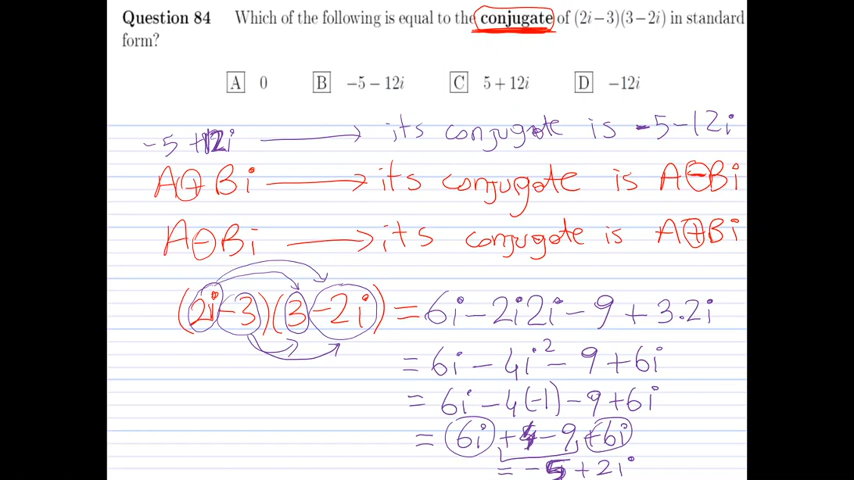 Question 84 Which of the following is equal to the conjugate of (2i−3)(3−2i) in standard
form?
A 0 B −5−12i C 5+12i D −12i
-5 +12i → its conjugate is -5-12i
A+Bi → its conjugate is A-Bi
A-Bi → its conjugate is A+Bi
(2i-3)(3-2i) = 6i - 2i2i - 9 + 3.2i
= 6i - 4i² - 9 + 6i
= 6i - 4(-1) - 9 + 6i
= 6i + 4 - 9 + 6i
= -5 + 2i